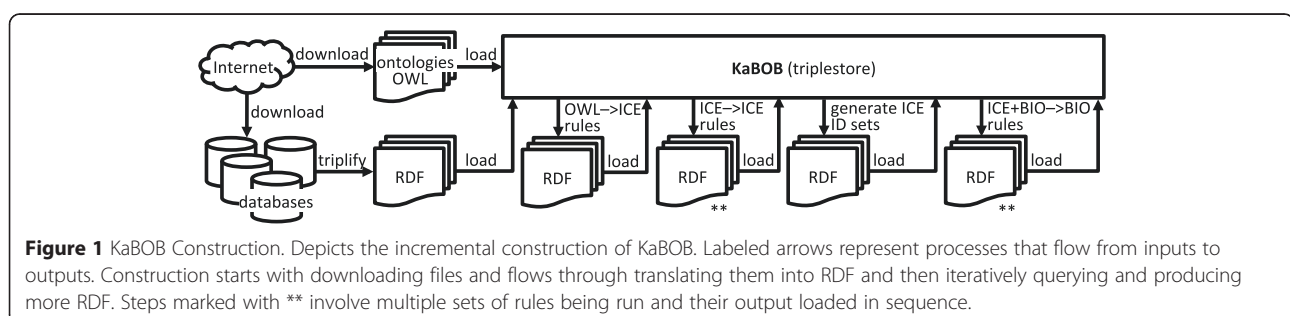 Internet
download
ontologies
OWL
load
KaBOB (triplestore)
download
databases
triplify
RDF
load
OWL–>ICE
rules
RDF
load
ICE–>ICE
rules
RDF
**
load
generate ICE
ID sets
RDF
load
ICE+BIO–>BIO
rules
RDF
**
load
Figure 1 KaBOB Construction. Depicts the incremental construction of KaBOB. Labeled arrows represent processes that flow from inputs to
outputs. Construction starts with downloading files and flows through translating them into RDF and then iteratively querying and producing
more RDF. Steps marked with ** involve multiple sets of rules being run and their output loaded in sequence.